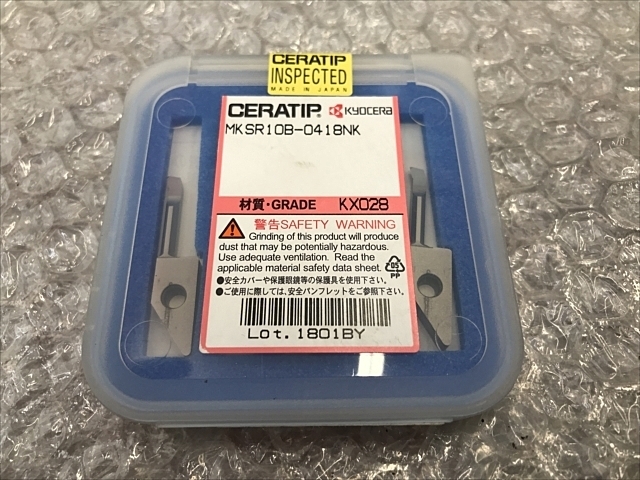 CERATIP
INSPECTED
MADE IN JAPAN
CERATIP® KYOCERA
MKSR10B-0418NK
材質・GRADE KX028
警告SAFETY WARNING
Grinding of this product will produce
dust that may be potentially hazardous.
Use adequate ventilation. Read the
applicable material safety data sheet.
05
PP
●安全カバーや保護眼鏡等の保護具を使用下さい。
●ご使用に際しては、安全パンフレットをご参照下さい。
Lot.1801BY